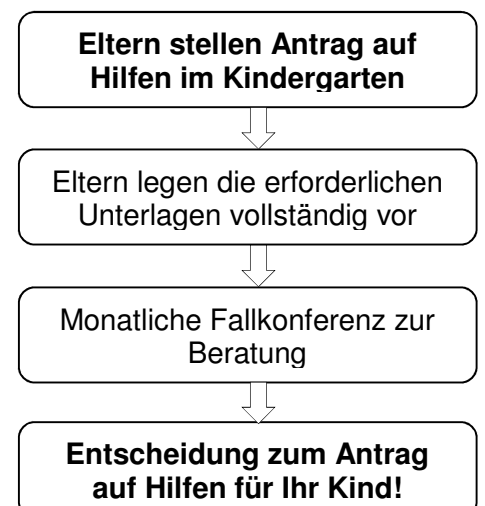 Eltern stellen Antrag auf
Hilfen im Kindergarten
Eltern legen die erforderlichen
Unterlagen vollständig vor
Monatliche Fallkonferenz zur
Beratung
Entscheidung zum Antrag
auf Hilfen für Ihr Kind!